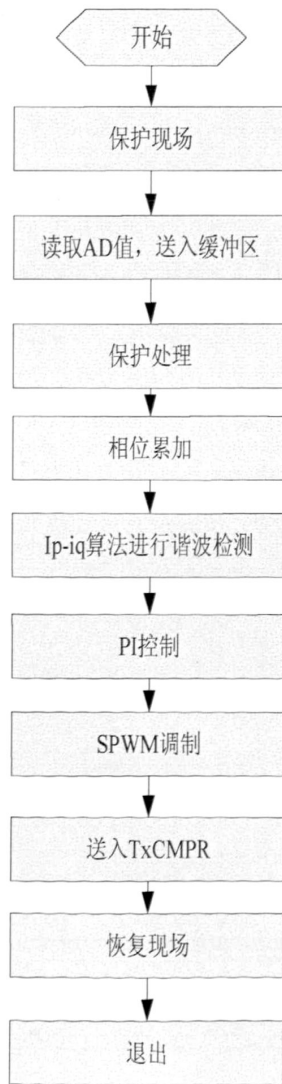 开始
保护现场
读取AD值，送入缓冲区
保护处理
相位累加
Ip-iq算法进行谐波检测
PI控制
SPWM调制
送入TxCMPR
恢复现场
退出